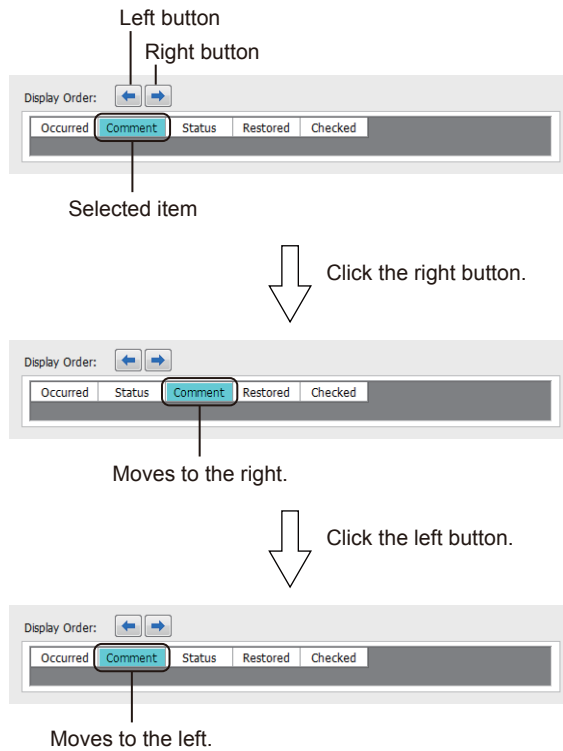 Left button
Right button
Display Order:
Occurred Comment Status Restored Checked
Selected item
Click the right button.
Display Order:
Occurred Status Comment Restored Checked
Moves to the right.
Click the left button.
Display Order:
Occurred Comment Status Restored Checked
Moves to the left.